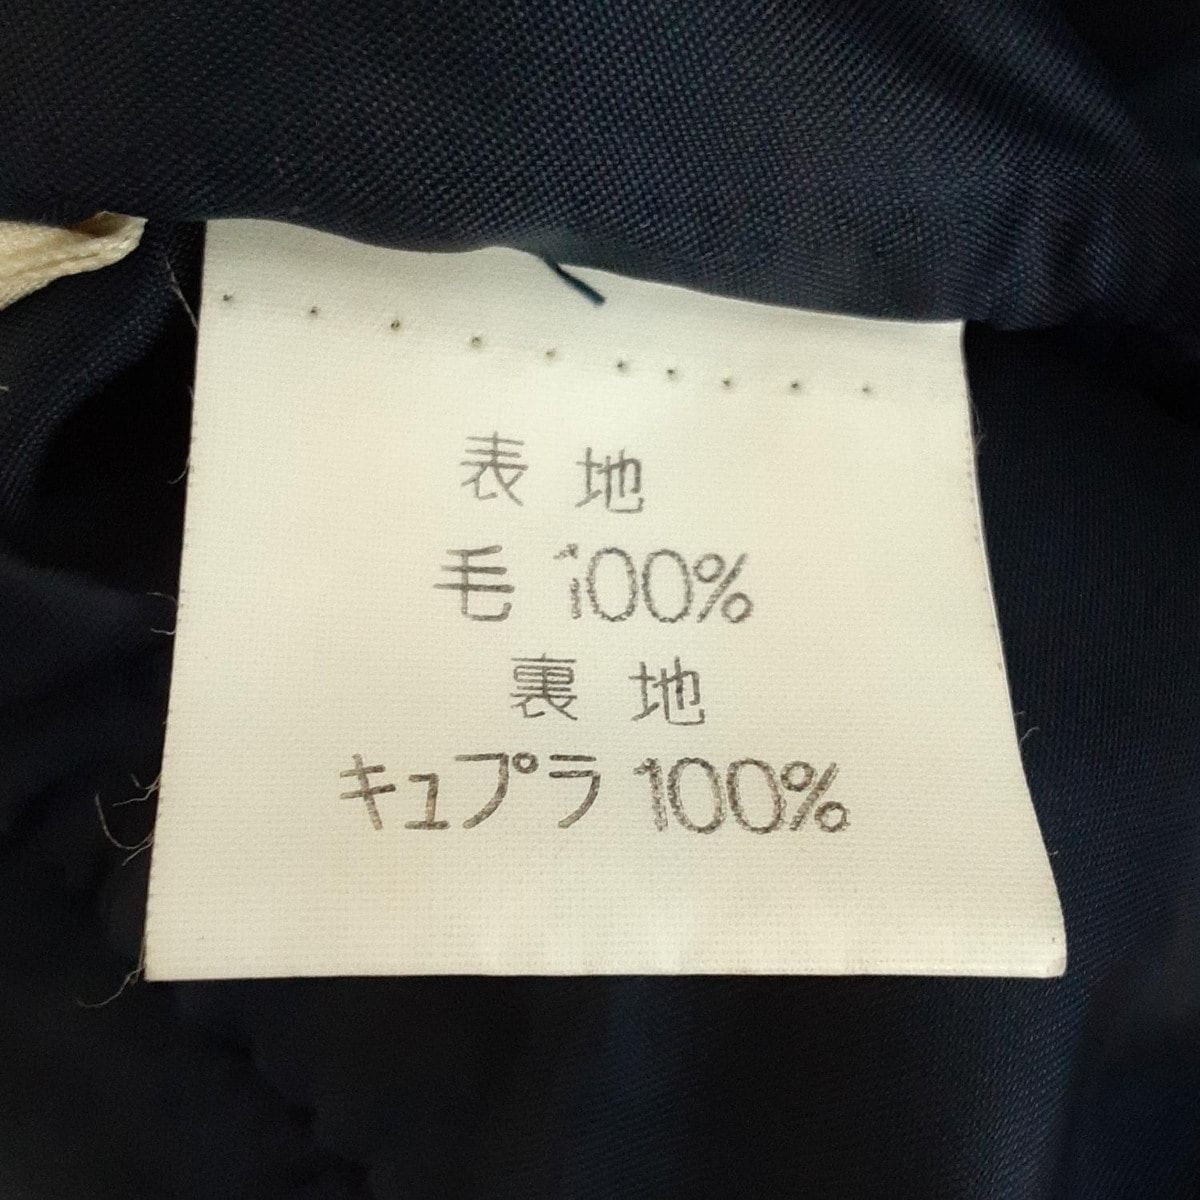 表 地
毛 100%
裏 地
キュプラ 100%